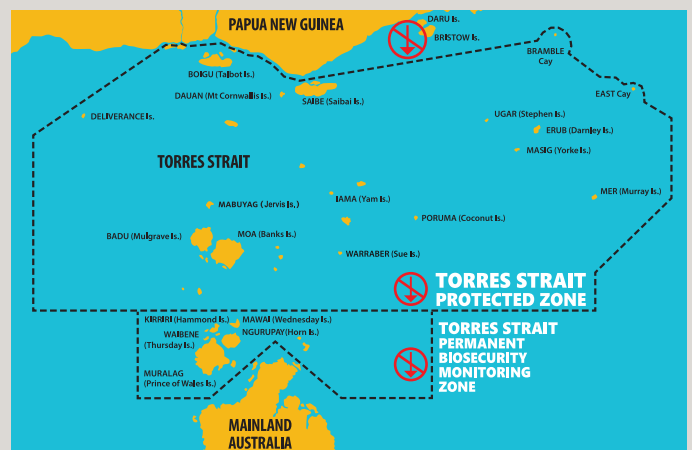 PAPUA NEW GUINEA
DARU Is.
BRISTOW Is.
BRAMBLE
Cay
BOIGU (Talbot Is.)
EAST Cay
DAUAN (Mt Cornwallis Is.)
SAIBE (Saibai Is.)
DELIVERANCE Is.
UGAR (Stephen Is.)
ERUB (Darnley Is.)
MASIG (Yorke Is.)
TORRES STRAIT
MER (Murray Is.)
IAMA (Yam Is.)
MABUYAG (Jervis Is,)
PORUMA (Coconut Is.)
BADU (Mulgrave Is.)
MOA (Banks Is.)
WARRABER (Sue Is.)
TORRES STRAIT
PROTECTED ZONE
KIRRIRI (Hammond Is.)
MAWAI (Wednesday Is.)
WAIBENE
(Thursday Is.)
NGURUPAY(Horn Is.)
TORRES STRAIT
PERMANENT
BIOSECURITY
MONITORING
ZONE
MURALAG
(Prince of Wales Is.)
MAINLAND
AUSTRALIA